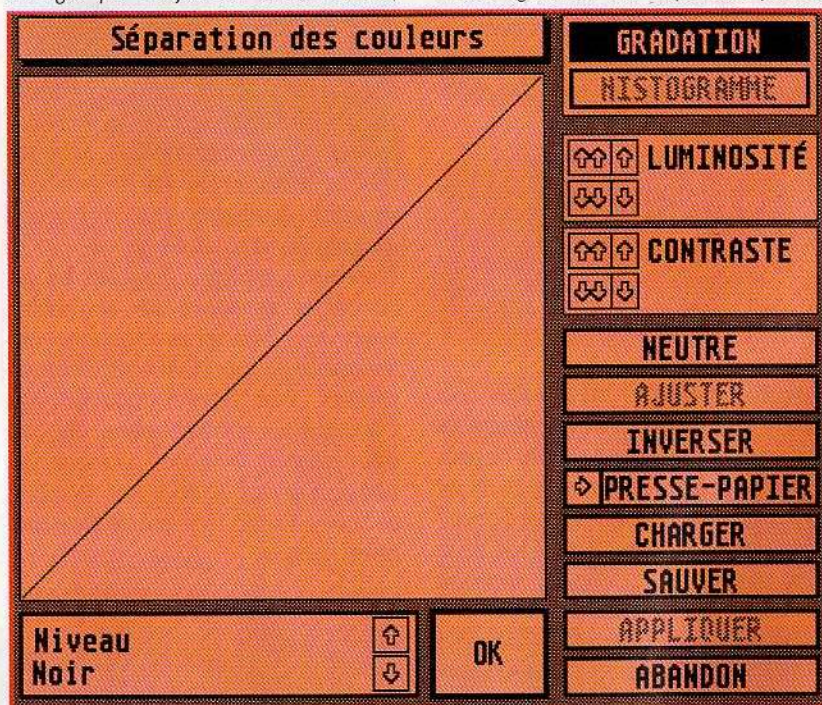 Séparation des couleurs
GRADATION
HISTOGRAMME
LUMINOSITÉ
CONTRASTE
NEUTRE
AJUSTER
INVERSER
PRESSE-PAPIER
CHARGER
SAUVER
APPLIQUER
ABANDON
Niveau
Noir
OK